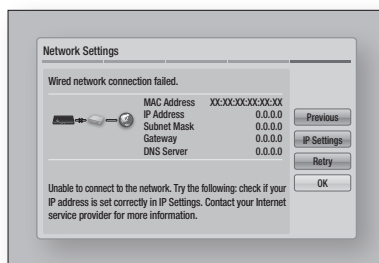 Network Settings
Wired network connection failed.
MAC Address XX:XX:XX:XX:XX:XX
IP Address 0.0.0.0
Subnet Mask 0.0.0.0
Gateway 0.0.0.0
DNS Server 0.0.0.0
Previous
IP Settings
Retry
OK
Unable to connect to the network. Try the following: check if your
IP address is set correctly in IP Settings. Contact your Internet
service provider for more information.